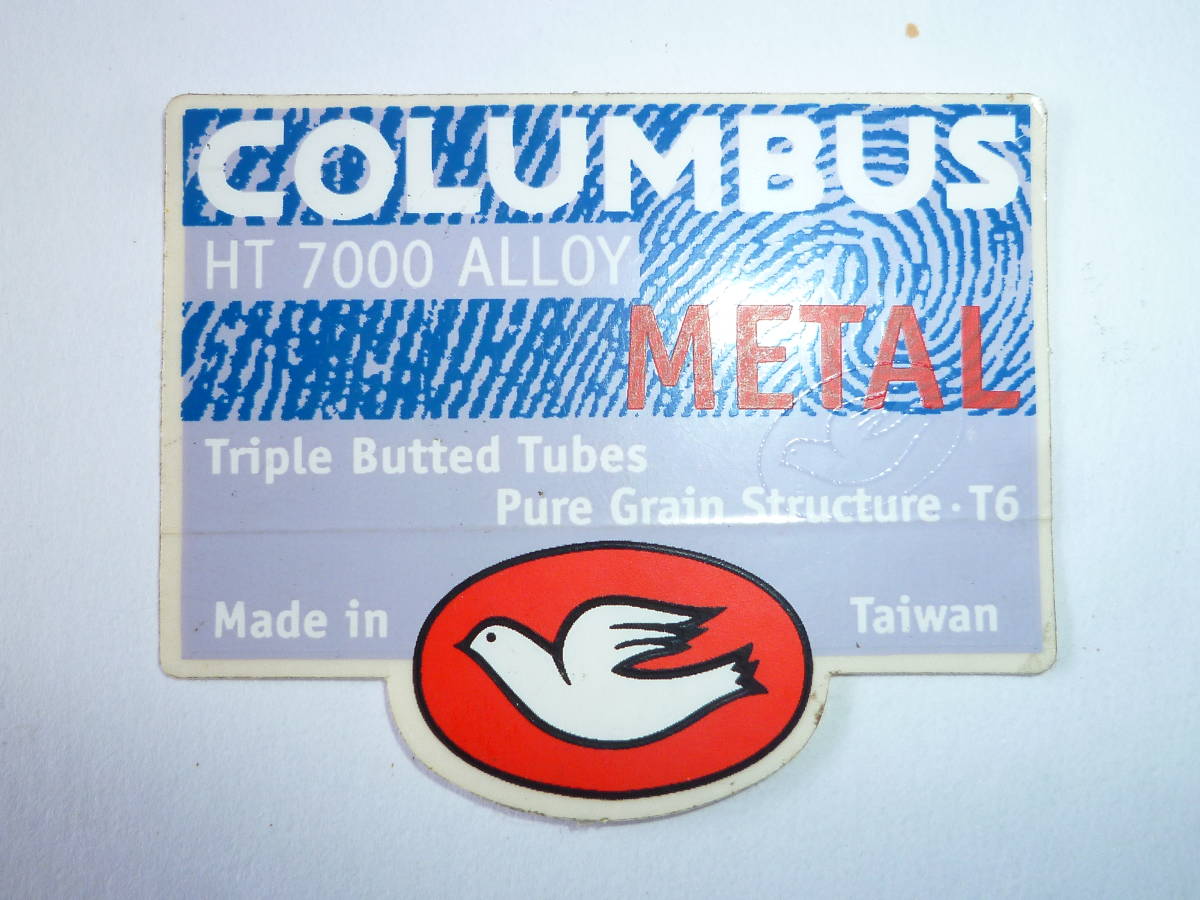 COLUMBUS
HT 7000 ALLOY
METAL
Triple Butted Tubes
Pure Grain Structure · T6
Made in Taiwan